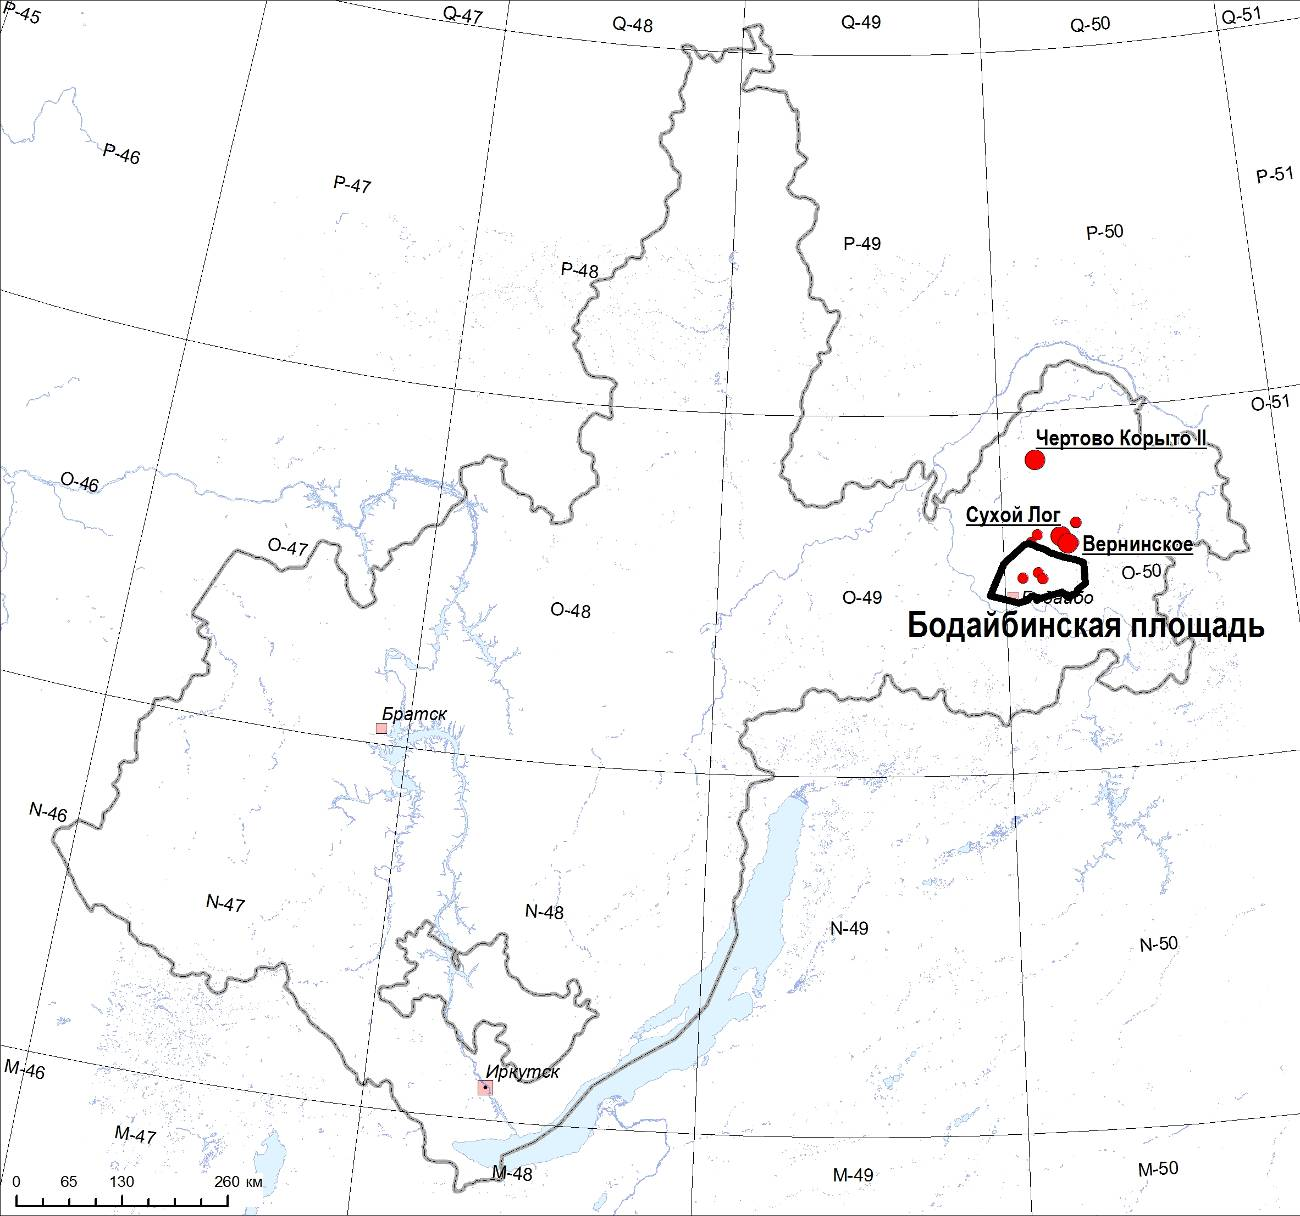 P-45
Q-47
Q-48
Q-49
Q-50
Q-51
P-46
P-47
P-48
P-49
P-50
P-51
O-51
Чертово Корыто II
O-46
Сухой Лог
Вернинское
O-47
O-48
O-49
O-50
Бодайбо
Бодайбинская площадь
Братск
N-46
N-47
N-48
N-49
N-50
M-46
Иркутск
M-47
M-48
M-49
M-50
0 65 130 260 км